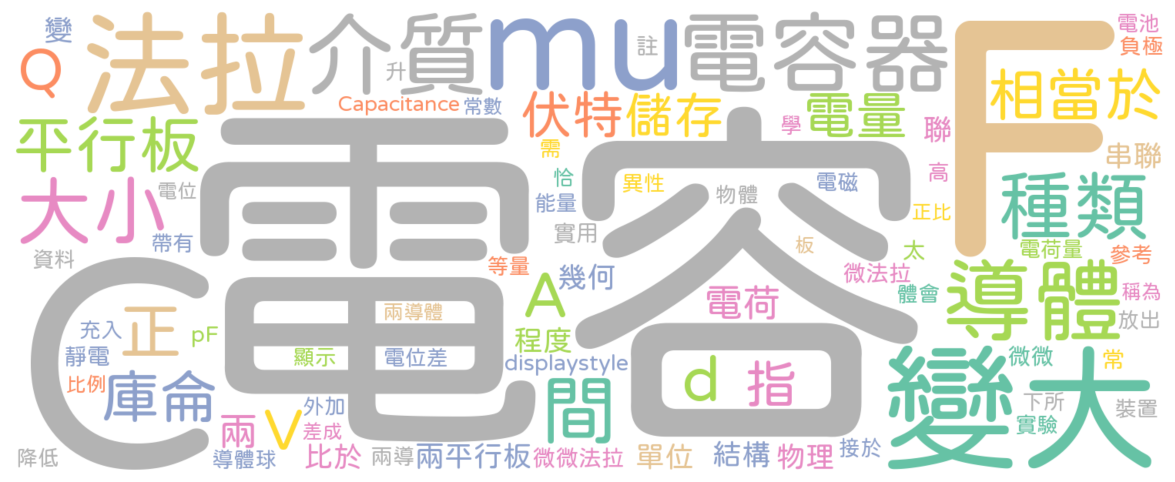 電容
C
F
mu
電容器
介質
法拉
Q
變
升
註
電池
負極
Capacitance
常數
伏特
儲存
電量
學
聯
相當於
串聯
平行板
大小
電位
帶有
資料
需
恰
能量
異性
物體
電磁
高
正比
實用
板
太
種類
電荷量
參考
等量
幾何
微法拉
體會
導體
稱為
放出
A
電荷
兩導體
充入
正
pF
靜電
比例
顯示
電位差
程度
displaystyle
d
指
間
變大
微微
常
下所
裝置
實驗
庫侖
兩
V
外加
差成
導體球
比於
兩導
兩平行板
微微法拉
單位
結構
物理
接於
降低